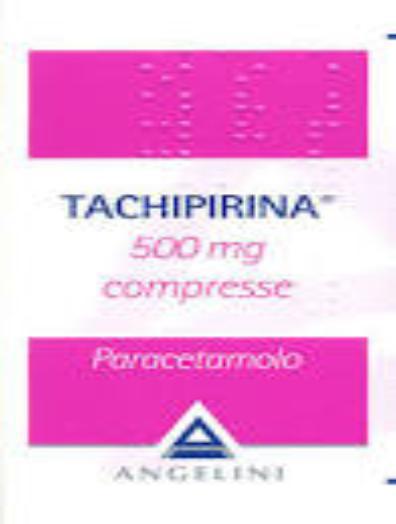 TACHIPIRINA®
500 mg
compresse
Paracetamolo
ANGELINI